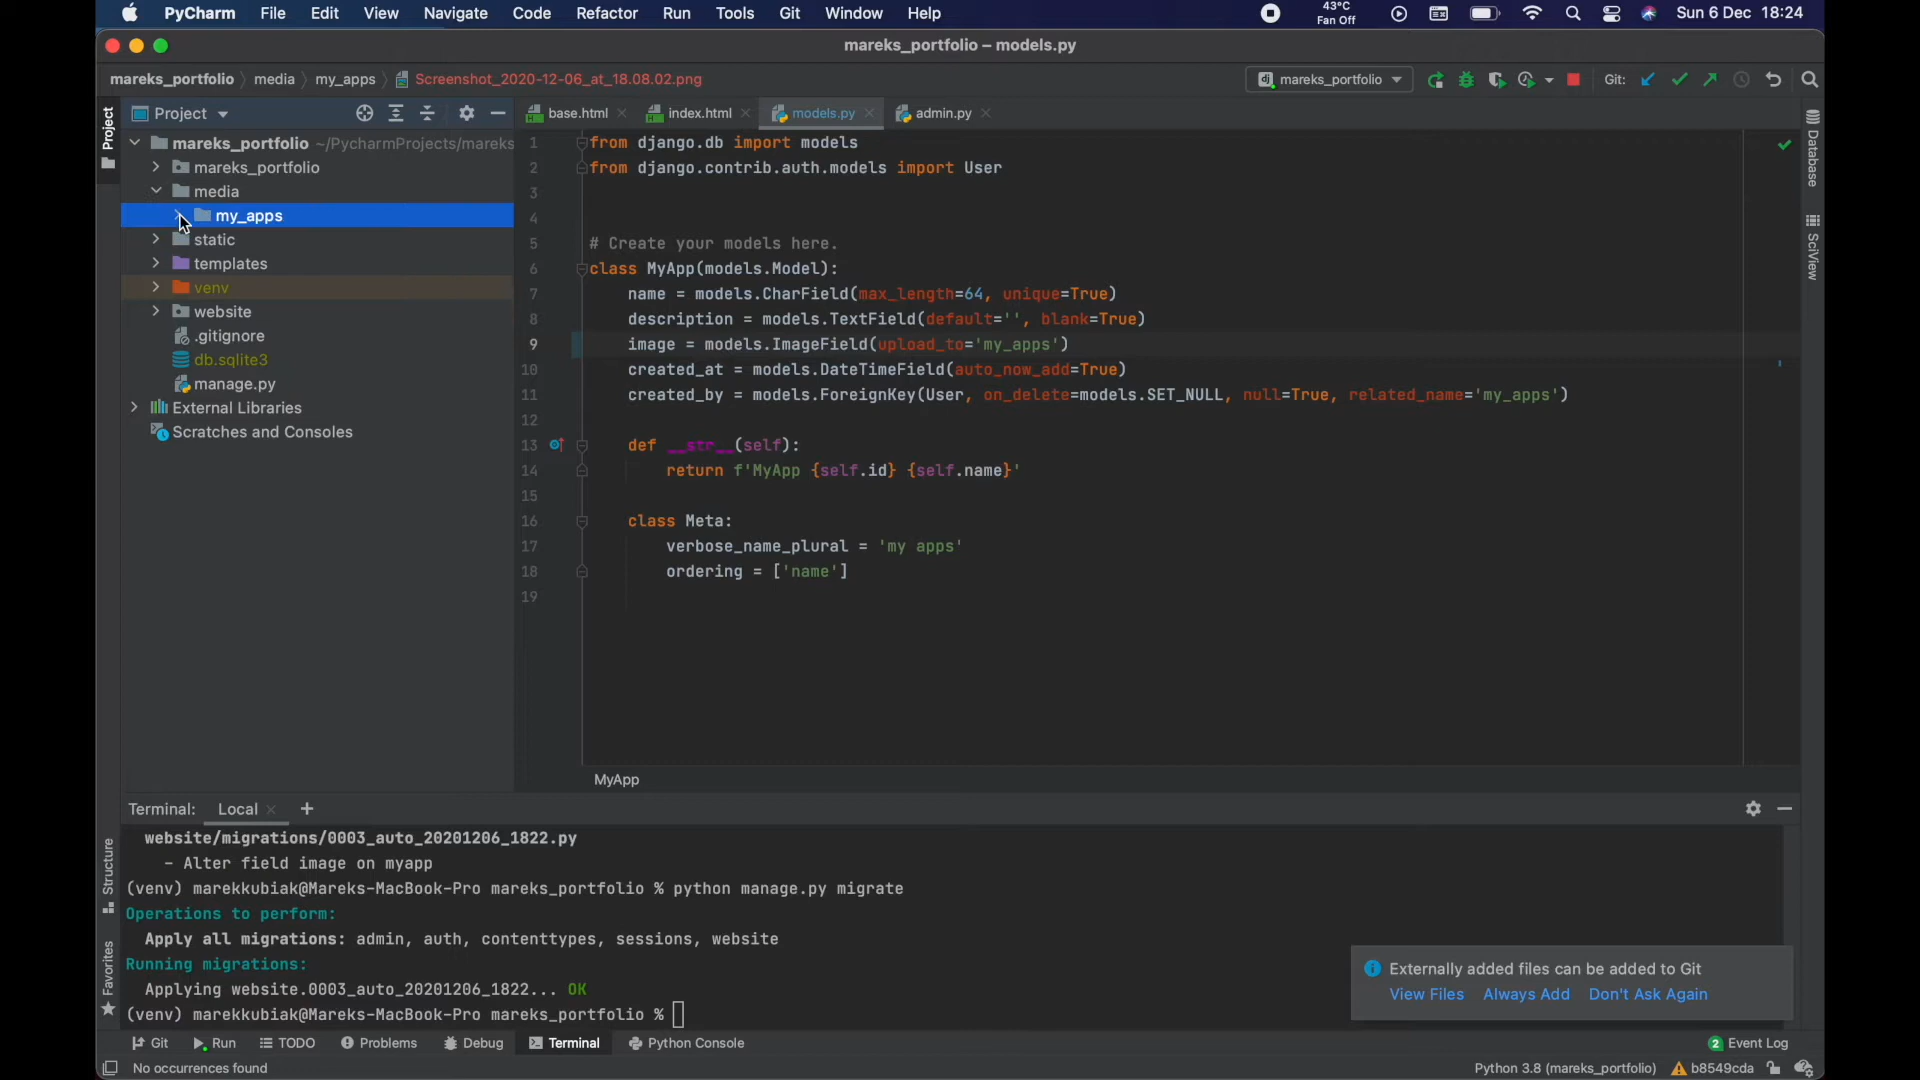 PyCharm File Edit View Navigate Code Refactor Run Tools Git Window Help 43°C Fan Off Sun 6 Dec 18:24
mareks_portfolio – models.py
mareks_portfolio media my_apps Screenshot_2020-12-06_at_18.08.02.png mareks_portfolio Git:
Project base.html index.html models.py admin.py
mareks_portfolio ~/PycharmProjects/mareks
mareks_portfolio
media
my_apps
static
templates
venv
website
.gitignore
db.sqlite3
manage.py
External Libraries
Scratches and Consoles
Project
Structure
Favorites
Database
SciView
1 from django.db import models
2 from django.contrib.auth.models import User
3
4
5 # Create your models here.
6 class MyApp(models.Model):
7 name = models.CharField(max_length=64, unique=True)
8 description = models.TextField(default='', blank=True)
9 image = models.ImageField(upload_to='my_apps')
10 created_at = models.DateTimeField(auto_now_add=True)
11 created_by = models.ForeignKey(User, on_delete=models.SET_NULL, null=True, related_name='my_apps')
12
13 def __str__(self):
14 return f'MyApp {self.id} {self.name}'
15
16 class Meta:
17 verbose_name_plural = 'my apps'
18 ordering = ['name']
19
MyApp
Terminal: Local
website/migrations/0003_auto_20201206_1822.py
- Alter field image on myapp
(venv) marekkubiak@Mareks-MacBook-Pro mareks_portfolio % python manage.py migrate
Operations to perform:
Apply all migrations: admin, auth, contenttypes, sessions, website
Running migrations:
Applying website.0003_auto_20201206_1822... OK
(venv) marekkubiak@Mareks-MacBook-Pro mareks_portfolio %
Externally added files can be added to Git
View Files Always Add Don't Ask Again
Git Run TODO Problems Debug Terminal Python Console 2 Event Log
No occurrences found Python 3.8 (mareks_portfolio) b8549cda